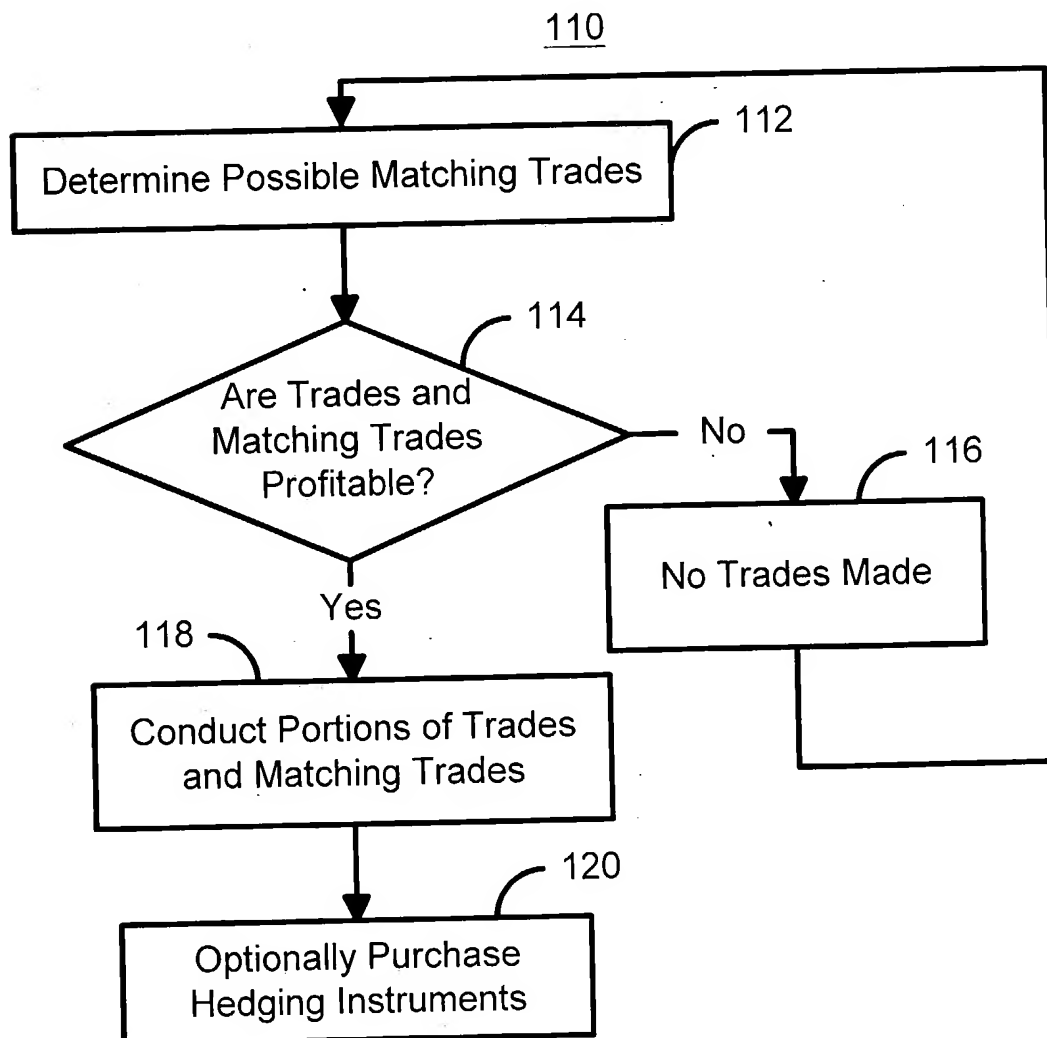 110
112
Determine Possible Matching Trades
114
Are Trades and
Matching Trades
Profitable?
No
116
No Trades Made
Yes
118
Conduct Portions of Trades
and Matching Trades
120
Optionally Purchase
Hedging Instruments